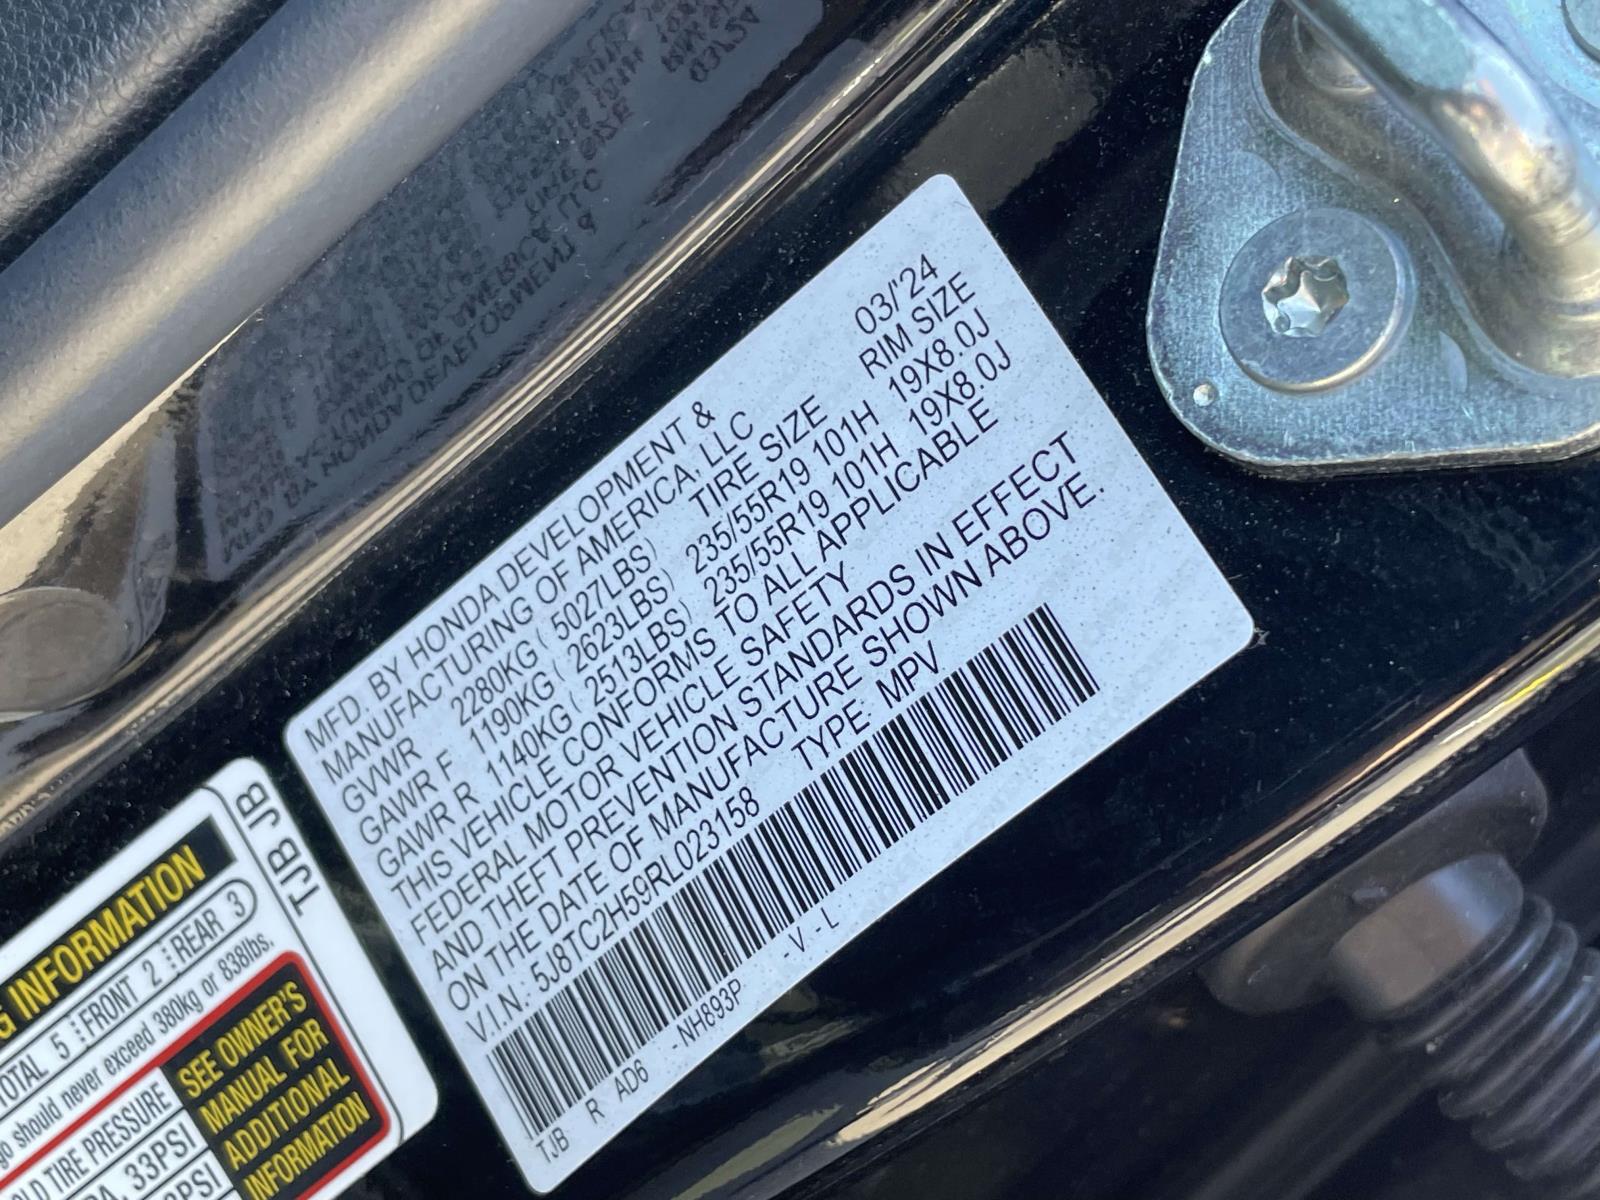 MFD. BY HONDA DEVELOPMENT &
MANUFACTURING OF AMERICA, LLC 03/'24
GVWR 2280KG ( 5027LBS) TIRE SIZE RIM SIZE
GAWR F 1190KG ( 2623LBS) 235/55R19 101H 19X8.0J
GAWR R 1140KG ( 2513LBS) 235/55R19 101H 19X8.0J
THIS VEHICLE CONFORMS TO ALL APPLICABLE
FEDERAL MOTOR VEHICLE SAFETY
AND THEFT PREVENTION STANDARDS IN EFFECT
ON THE DATE OF MANUFACTURE SHOWN ABOVE.
V.I.N.: 5J8TC2H59RL023158 TYPE: MPV
TJB R AD6 -NH893P -V.-L
TJB JB
INFORMATION
TOTAL 5 FRONT 2 REAR 3
should never exceed 380kg or 838lbs.
TIRE PRESSURE
33PSI
PSI
SEE OWNER'S
MANUAL FOR
ADDITIONAL
INFORMATION